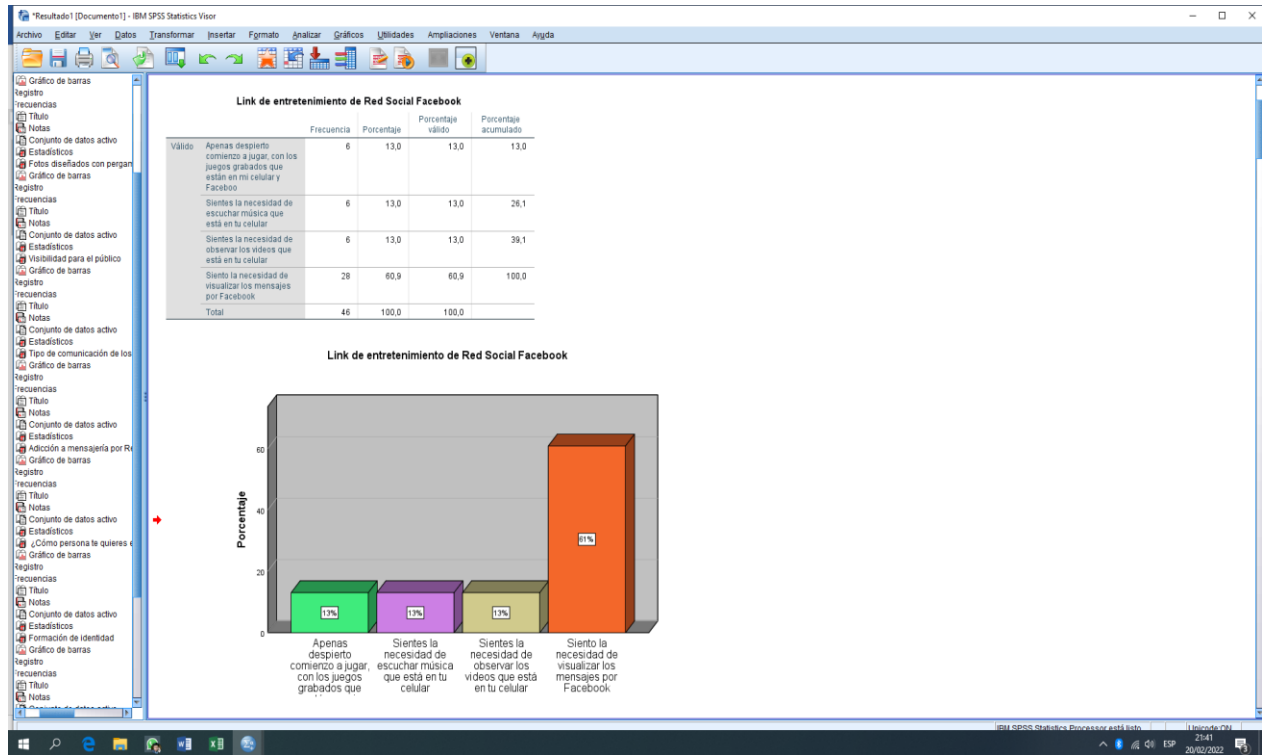 *Resultado1 [Documento1] - IBM SPSS Statistics Visor
Archivo Editar Ver Datos Transformar Insertar Formato Analizar Gráficos Utilidades Ampliaciones Ventana Ayuda
Gráfico de barras
Registro
Frecuencias
Título
Notas
Conjunto de datos activo
Estadísticos
Fotos diseñados con pergam
Gráfico de barras
Registro
Frecuencias
Título
Notas
Conjunto de datos activo
Estadísticos
Visibilidad para el público
Gráfico de barras
Registro
Frecuencias
Título
Notas
Conjunto de datos activo
Estadísticos
Tipo de comunicación de los
Gráfico de barras
Registro
Frecuencias
Título
Notas
Conjunto de datos activo
Estadísticos
Adicción a mensajería por Re
Gráfico de barras
Registro
Frecuencias
Título
Notas
Conjunto de datos activo
Estadísticos
¿Cómo persona te quieres e
Gráfico de barras
Registro
Frecuencias
Título
Notas
Conjunto de datos activo
Estadísticos
Formación de identidad
Gráfico de barras
Registro
Frecuencias
Título
Notas
Link de entretenimiento de Red Social Facebook
Frecuencia Porcentaje Porcentaje válido Porcentaje acumulado
Válido Apenas despierto 6 13,0 13,0 13,0
comienzo a jugar, con los
juegos grabados que
están en mi celular y
Faceboo
Sientes la necesidad de 6 13,0 13,0 26,1
escuchar música que
está en tu celular
Sientes la necesidad de 6 13,0 13,0 39,1
observar los videos que
está en tu celular
Siento la necesidad de 28 60,9 60,9 100,0
visualizar los mensajes
por Facebook
Total 46 100,0 100,0
Link de entretenimiento de Red Social Facebook
Porcentaje
60
40
20
0
13%
13%
13%
61%
Apenas
despierto
comienzo a jugar,
con los juegos
grabados que
Sientes la
necesidad de
escuchar música
que está en tu
celular
Sientes la
necesidad de
observar los
videos que está
en tu celular
Siento la
necesidad de
visualizar los
mensajes por
Facebook
IBM SPSS Statistics Processor está listo Unicode:ON
ESP
21:41
20/02/2022